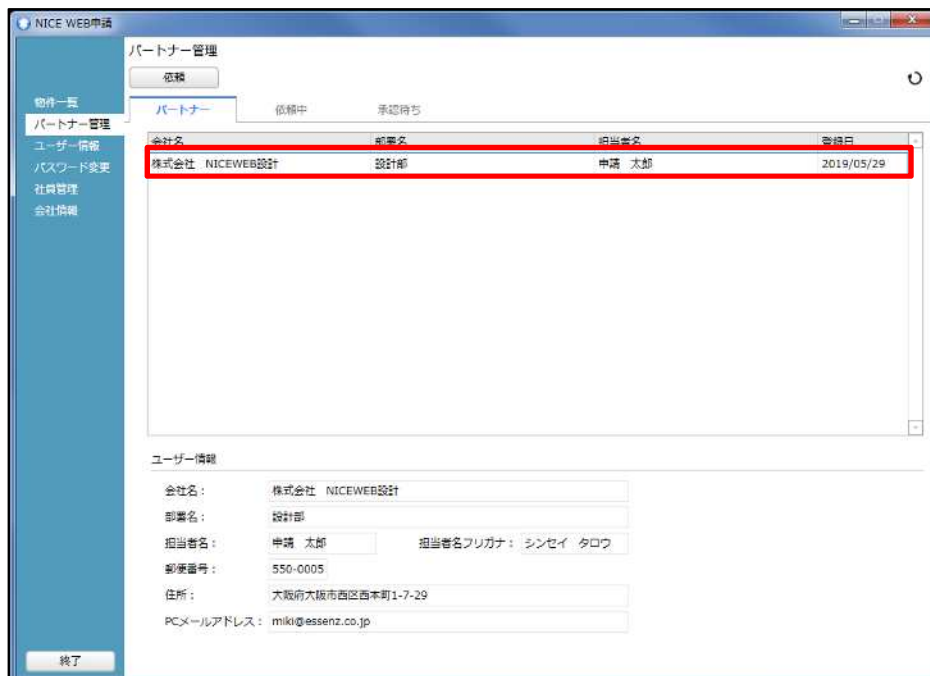 NICE WEB申請
パートナー管理
依頼
物件一覧
パートナー管理
ユーザー情報
パスワード変更
社員管理
会社情報
パートナー 依頼中 承認待ち
会社名 部署名 担当者名 登録日
株式会社 NICEWEB設計 設計部 申請 太郎 2019/05/29
ユーザー情報
会社名: 株式会社 NICEWEB設計
部署名: 設計部
担当者名: 申請 太郎 担当者名フリガナ: シンセイ タロウ
郵便番号: 550-0005
住所: 大阪府大阪市西区西本町1-7-29
PCメールアドレス: miki@essenz.co.jp
終了